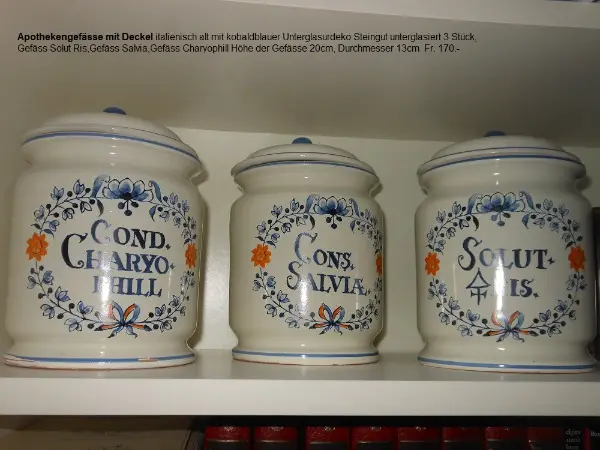 Apothekengefässe mit Deckel italienisch alt mit kobaldblauer Unterglasurdeko Steingut unterglasiert 3 Stück,
Gefäss Solut Ris,Gefäss Salvia,Gefäss Charyophill Höhe der Gefässe 20cm, Durchmesser 13cm Fr. 170.-
COND.
CHARYO-
PHILL
CONS.
SALVIÆ
SOLUT-
IS.